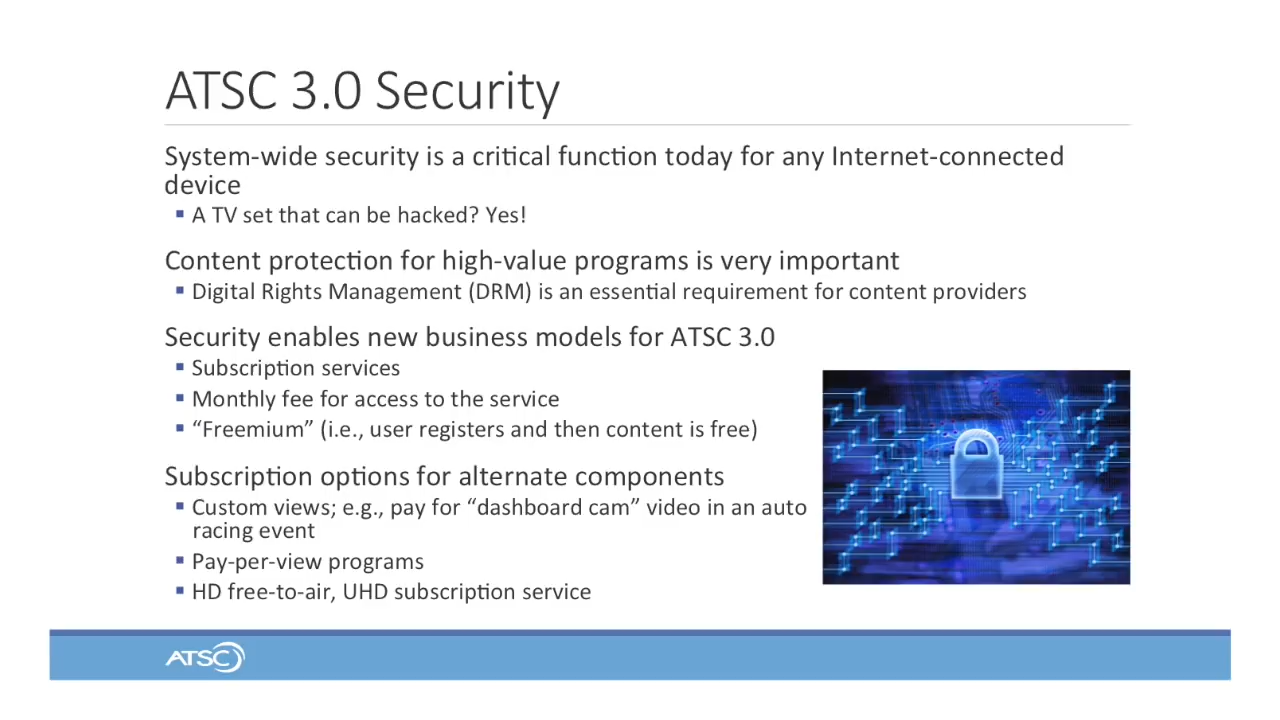 ATSC 3.0 Security
System-wide security is a critical function today for any Internet-connected
device
▪ A TV set that can be hacked? Yes!
Content protection for high-value programs is very important
▪ Digital Rights Management (DRM) is an essential requirement for content providers
Security enables new business models for ATSC 3.0
▪ Subscription services
▪ Monthly fee for access to the service
▪ “Freemium” (i.e., user registers and then content is free)
Subscription options for alternate components
▪ Custom views; e.g., pay for “dashboard cam” video in an auto
racing event
▪ Pay-per-view programs
▪ HD free-to-air, UHD subscription service
ATSC